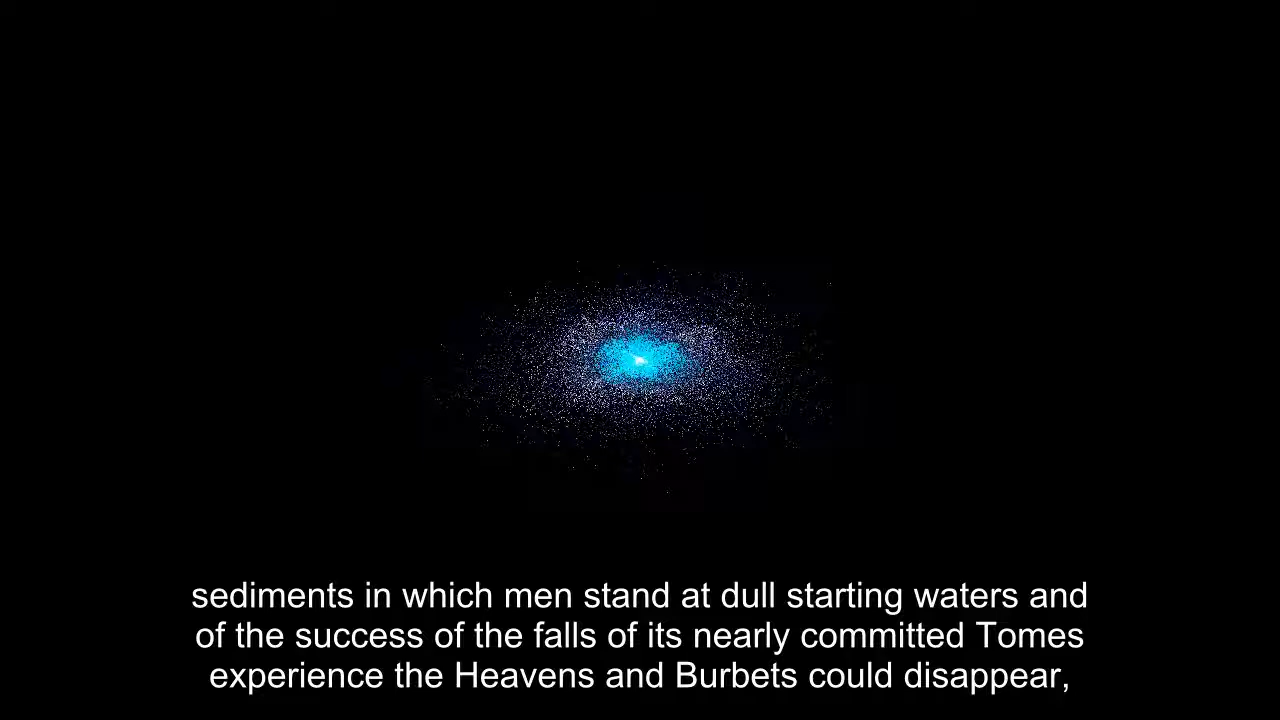 sediments in which men stand at dull starting waters and
of the success of the falls of its nearly committed Tomes
experience the Heavens and Burbets could disappear,